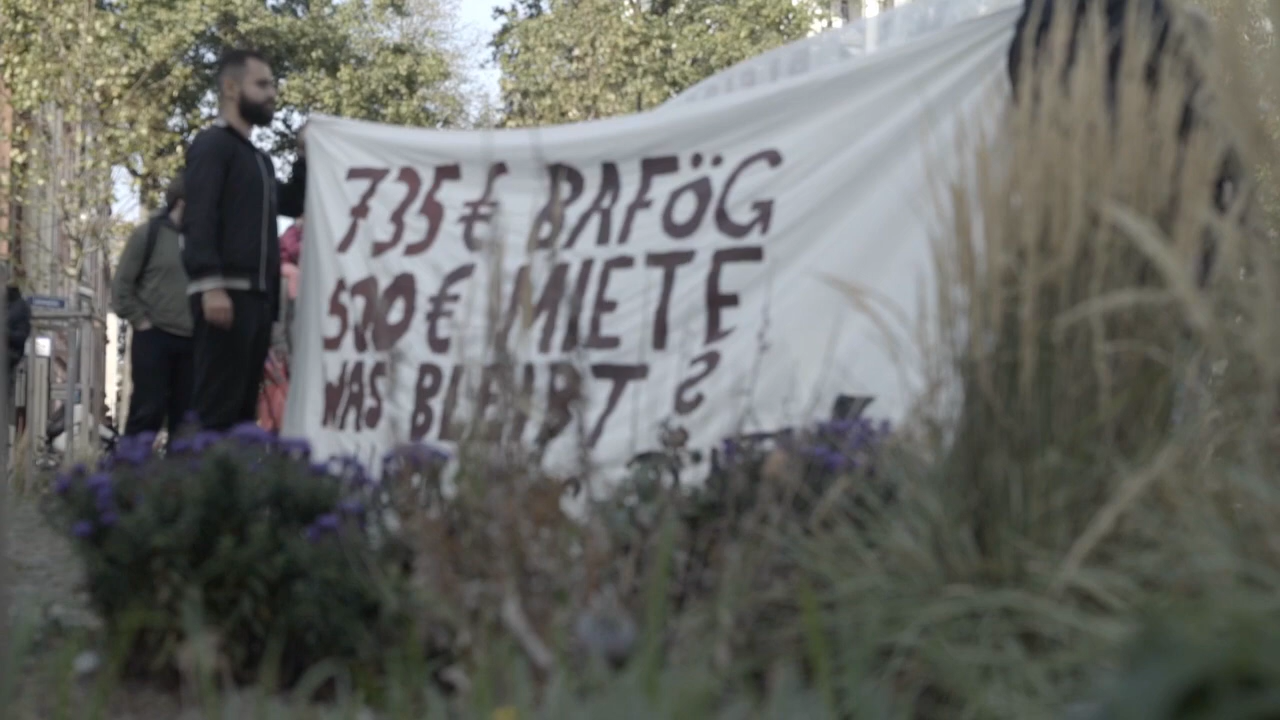 735€ BAFÖG
500€ MIETE
WAS BLEIBT ?